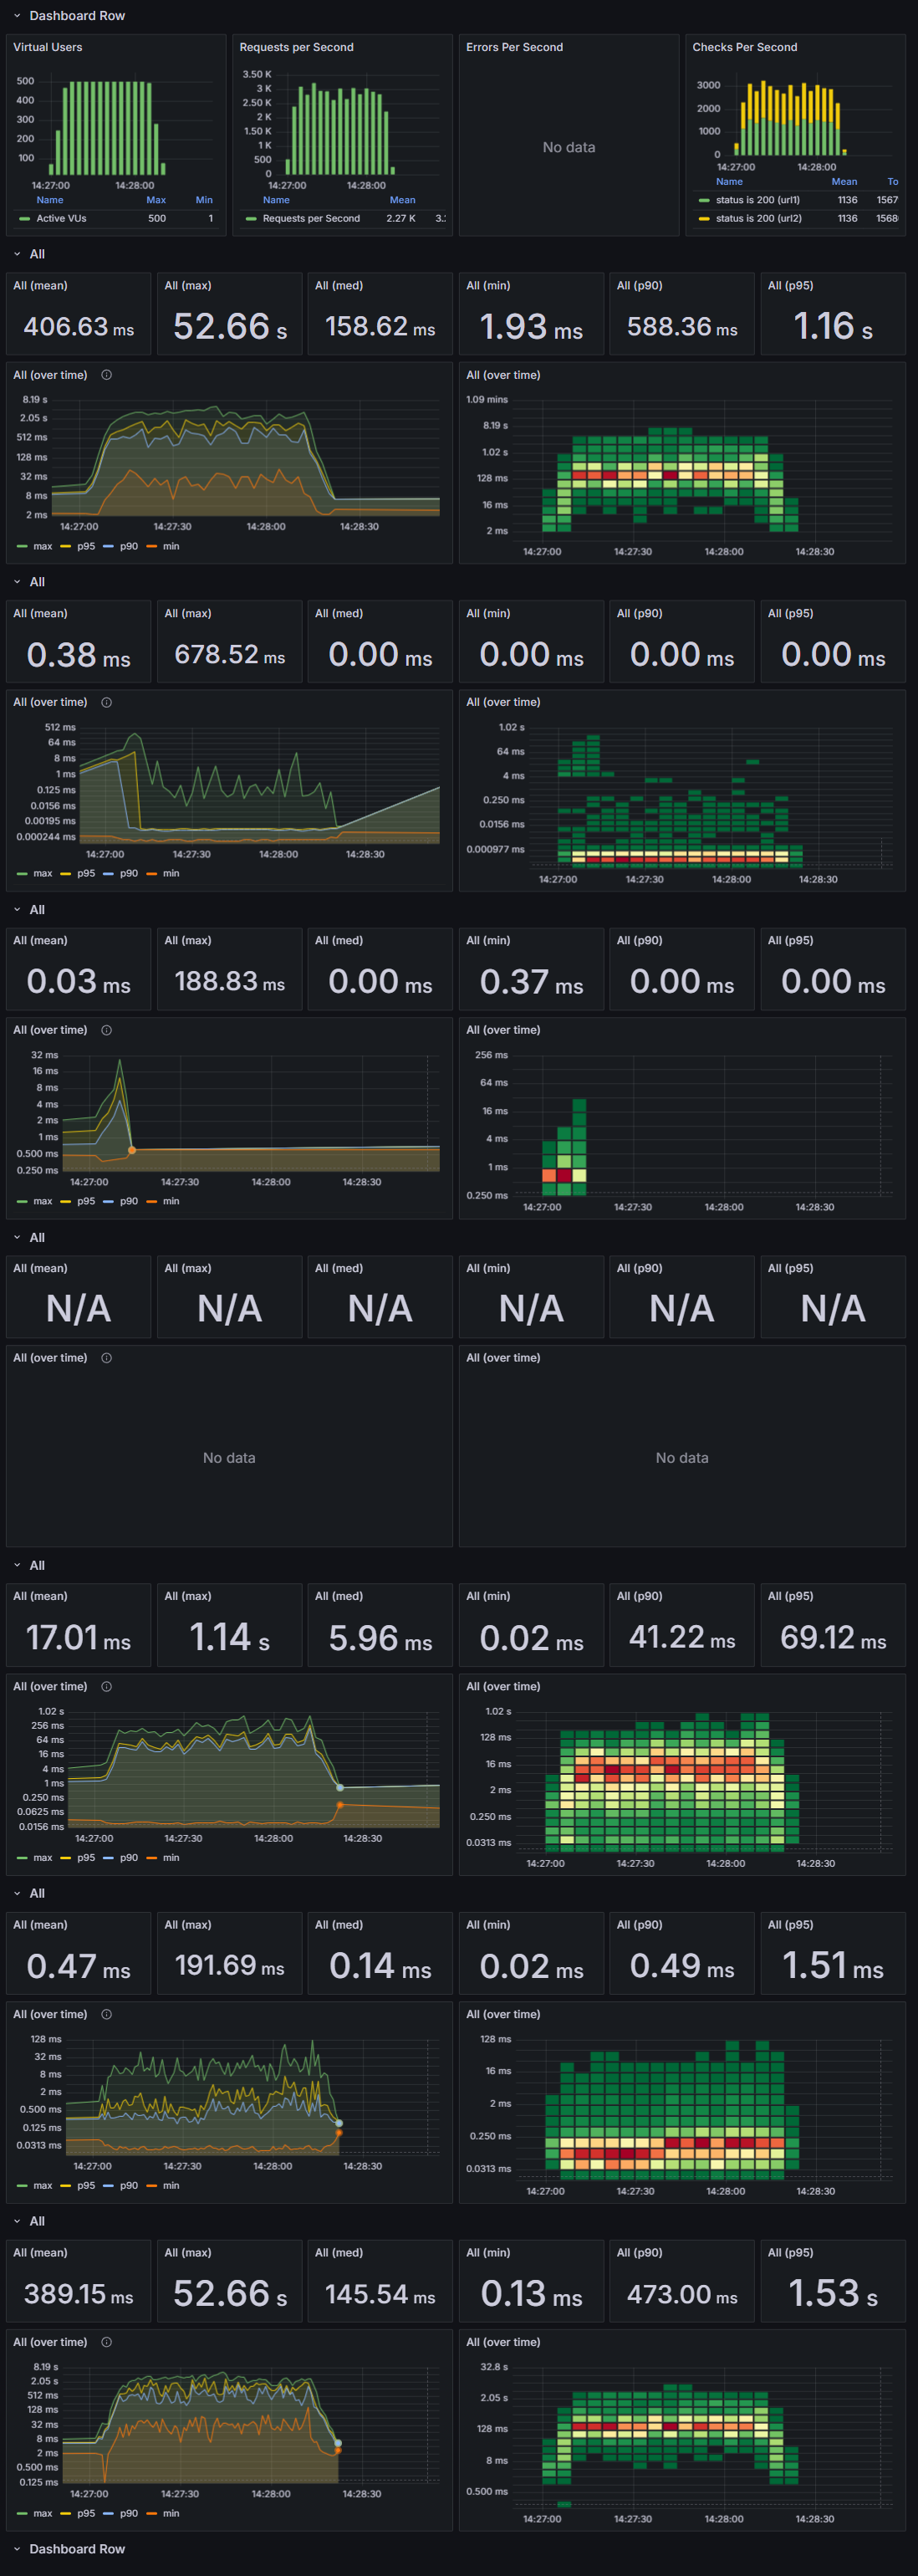 Dashboard Row
Virtual Users
500
400
300
200
100
14:27:00 14:28:00
Name Max Min
Active VUs 500 1
Requests per Second
3.50 K
3 K
2.50 K
2 K
1.50 K
1 K
500
0
14:27:00 14:28:00
Name Mean
Requests per Second 2.27 K
Errors Per Second
No data
Checks Per Second
3000
2000
1000
0
14:27:00 14:28:00
Name Mean To
status is 200 (url1) 1136 1567
status is 200 (url2) 1136 1568
All
All (mean)
406.63 ms
All (max)
52.66 s
All (med)
158.62 ms
All (min)
1.93 ms
All (p90)
588.36 ms
All (p95)
1.16 s
All (over time)
8.19 s
2.05 s
512 ms
128 ms
32 ms
8 ms
2 ms
14:27:00 14:27:30 14:28:00 14:28:30
max p95 p90 min
All (over time)
1.09 mins
8.19 s
1.02 s
128 ms
16 ms
2 ms
14:27:00 14:27:30 14:28:00 14:28:30
All
All (mean)
0.38 ms
All (max)
678.52 ms
All (med)
0.00 ms
All (min)
0.00 ms
All (p90)
0.00 ms
All (p95)
0.00 ms
All (over time)
512 ms
64 ms
8 ms
1 ms
0.125 ms
0.0156 ms
0.00195 ms
0.000244 ms
14:27:00 14:27:30 14:28:00 14:28:30
max p95 p90 min
All (over time)
1.02 s
64 ms
4 ms
0.250 ms
0.0156 ms
0.000977 ms
14:27:00 14:27:30 14:28:00 14:28:30
All
All (mean)
0.03 ms
All (max)
188.83 ms
All (med)
0.00 ms
All (min)
0.37 ms
All (p90)
0.00 ms
All (p95)
0.00 ms
All (over time)
32 ms
16 ms
8 ms
4 ms
2 ms
1 ms
0.500 ms
0.250 ms
14:27:00 14:27:30 14:28:00 14:28:30
max p95 p90 min
All (over time)
256 ms
64 ms
16 ms
4 ms
1 ms
0.250 ms
14:27:00 14:27:30 14:28:00 14:28:30
All
All (mean)
N/A
All (max)
N/A
All (med)
N/A
All (min)
N/A
All (p90)
N/A
All (p95)
N/A
All (over time)
No data
All (over time)
No data
All
All (mean)
17.01 ms
All (max)
1.14 s
All (med)
5.96 ms
All (min)
0.02 ms
All (p90)
41.22 ms
All (p95)
69.12 ms
All (over time)
1.02 s
256 ms
64 ms
16 ms
4 ms
1 ms
0.250 ms
0.0625 ms
0.0156 ms
14:27:00 14:27:30 14:28:00 14:28:30
max p95 p90 min
All (over time)
1.02 s
128 ms
16 ms
2 ms
0.250 ms
0.0313 ms
14:27:00 14:27:30 14:28:00 14:28:30
All
All (mean)
0.47 ms
All (max)
191.69 ms
All (med)
0.14 ms
All (min)
0.02 ms
All (p90)
0.49 ms
All (p95)
1.51 ms
All (over time)
128 ms
32 ms
8 ms
2 ms
0.500 ms
0.125 ms
0.0313 ms
14:27:00 14:27:30 14:28:00 14:28:30
max p95 p90 min
All (over time)
128 ms
16 ms
2 ms
0.250 ms
0.0313 ms
14:27:00 14:27:30 14:28:00 14:28:30
All
All (mean)
389.15 ms
All (max)
52.66 s
All (med)
145.54 ms
All (min)
0.13 ms
All (p90)
473.00 ms
All (p95)
1.53 s
All (over time)
8.19 s
2.05 s
512 ms
128 ms
32 ms
8 ms
2 ms
0.500 ms
0.125 ms
14:27:00 14:27:30 14:28:00 14:28:30
max p95 p90 min
All (over time)
32.8 s
2.05 s
128 ms
8 ms
0.500 ms
14:27:00 14:27:30 14:28:00 14:28:30
Dashboard Row